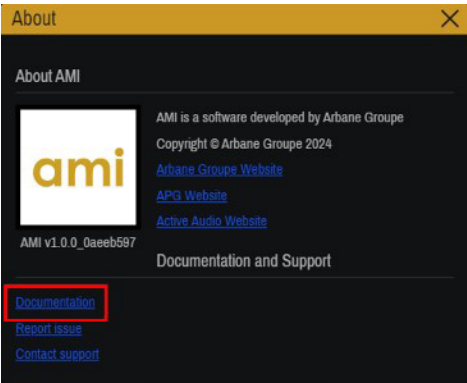 About
About AMI
ami
AMI v1.0.0_0aeeb597
AMI is a software developed by Arbane Groupe
Copyright © Arbane Groupe 2024
Arbane Groupe Website
APG Website
Active Audio Website
Documentation and Support
Documentation
Report issue
Contact support